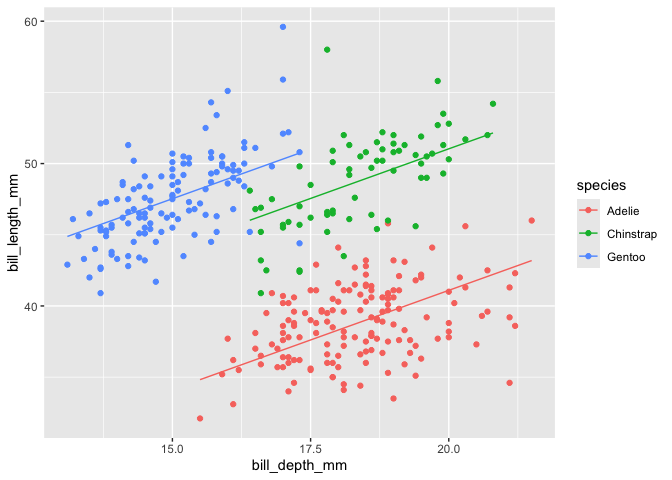 60
50
40
bill_length_mm
15.0
17.5
20.0
bill_depth_mm
species
Adelie
Chinstrap
Gentoo